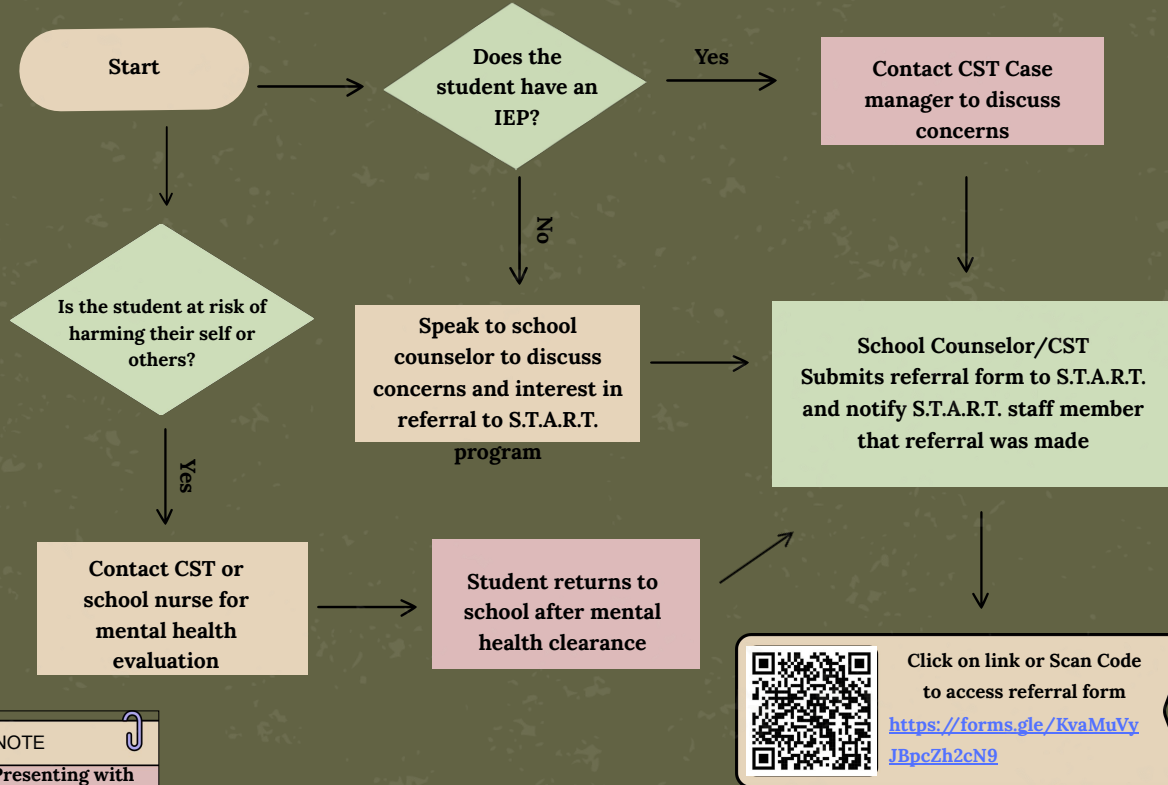 Start
Does the
student have an
IEP?
Yes
Contact CST Case
manager to discuss
concerns
No
Is the student at risk of
harming their self or
others?
Speak to school
counselor to discuss
concerns and interest in
referral to S.T.A.R.T.
program
School Counselor/CST
Submits referral form to S.T.A.R.T.
and notify S.T.A.R.T. staff member
that referral was made
Yes
Contact CST or
school nurse for
mental health
evaluation
Student returns to
school after mental
health clearance
Click on link or Scan Code
to access referral form
https://forms.gle/KvaMuVy
JBpcZh2cN9
NOTE
Presenting with